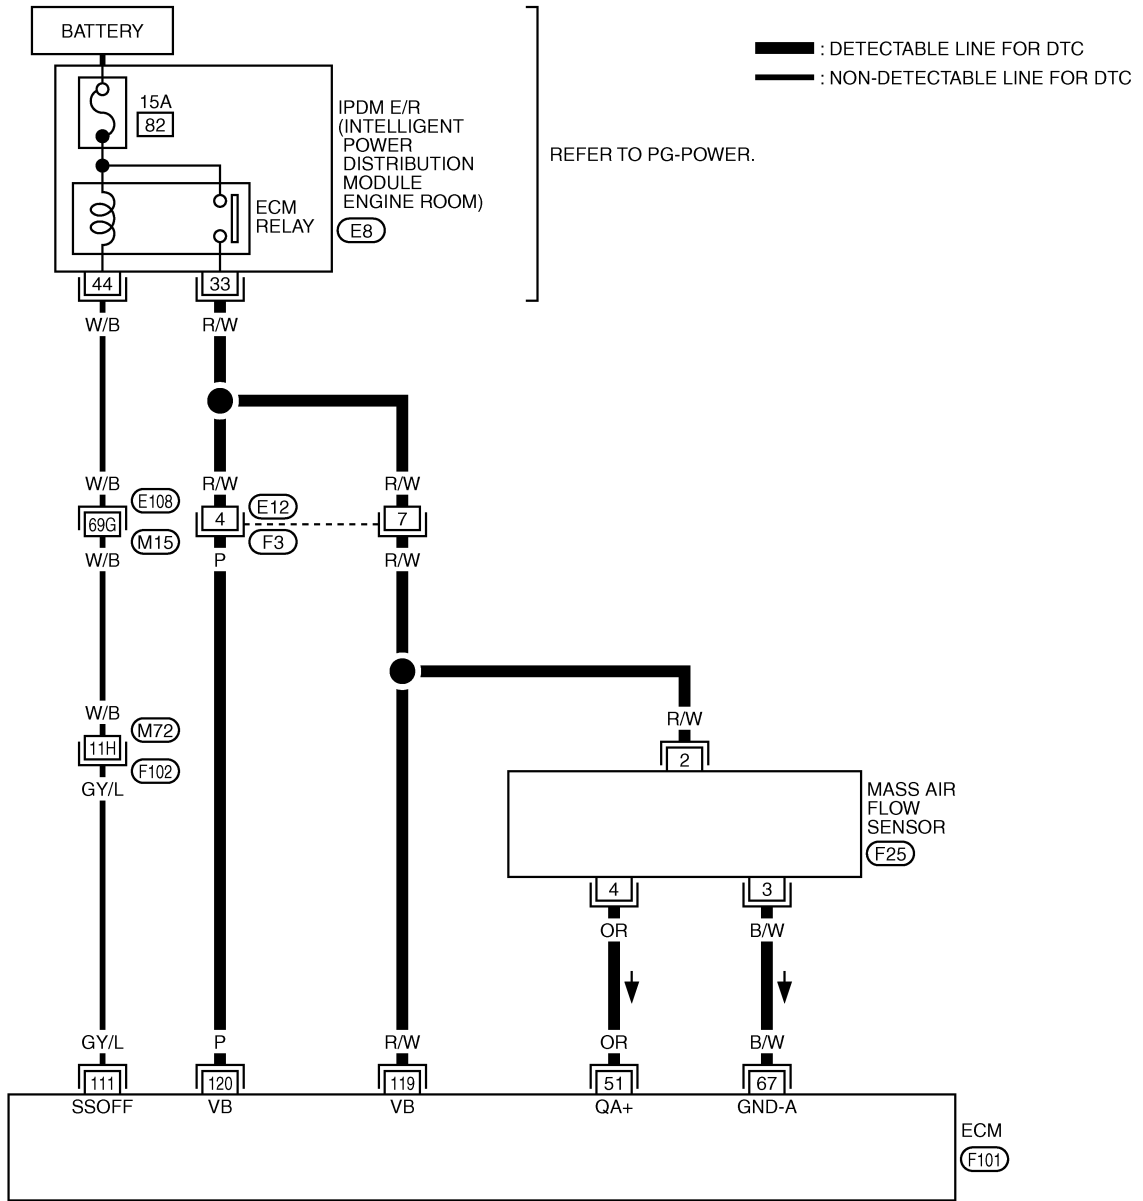 BATTERY
: DETECTABLE LINE FOR DTC
: NON-DETECTABLE LINE FOR DTC
15A
82
IPDM E/R
(INTELLIGENT
POWER
DISTRIBUTION
MODULE
ENGINE ROOM)
E8
REFER TO PG-POWER.
ECM
RELAY
44
33
W/B
R/W
W/B
R/W
R/W
E108
69G
M15
4
E12
F3
7
W/B
P
R/W
W/B
M72
11H
F102
GY/L
R/W
2
MASS AIR
FLOW
SENSOR
F25
4
3
OR
B/W
GY/L
P
R/W
OR
B/W
111
120
119
51
67
SSOFF
VB
VB
QA+
GND-A
ECM
F101